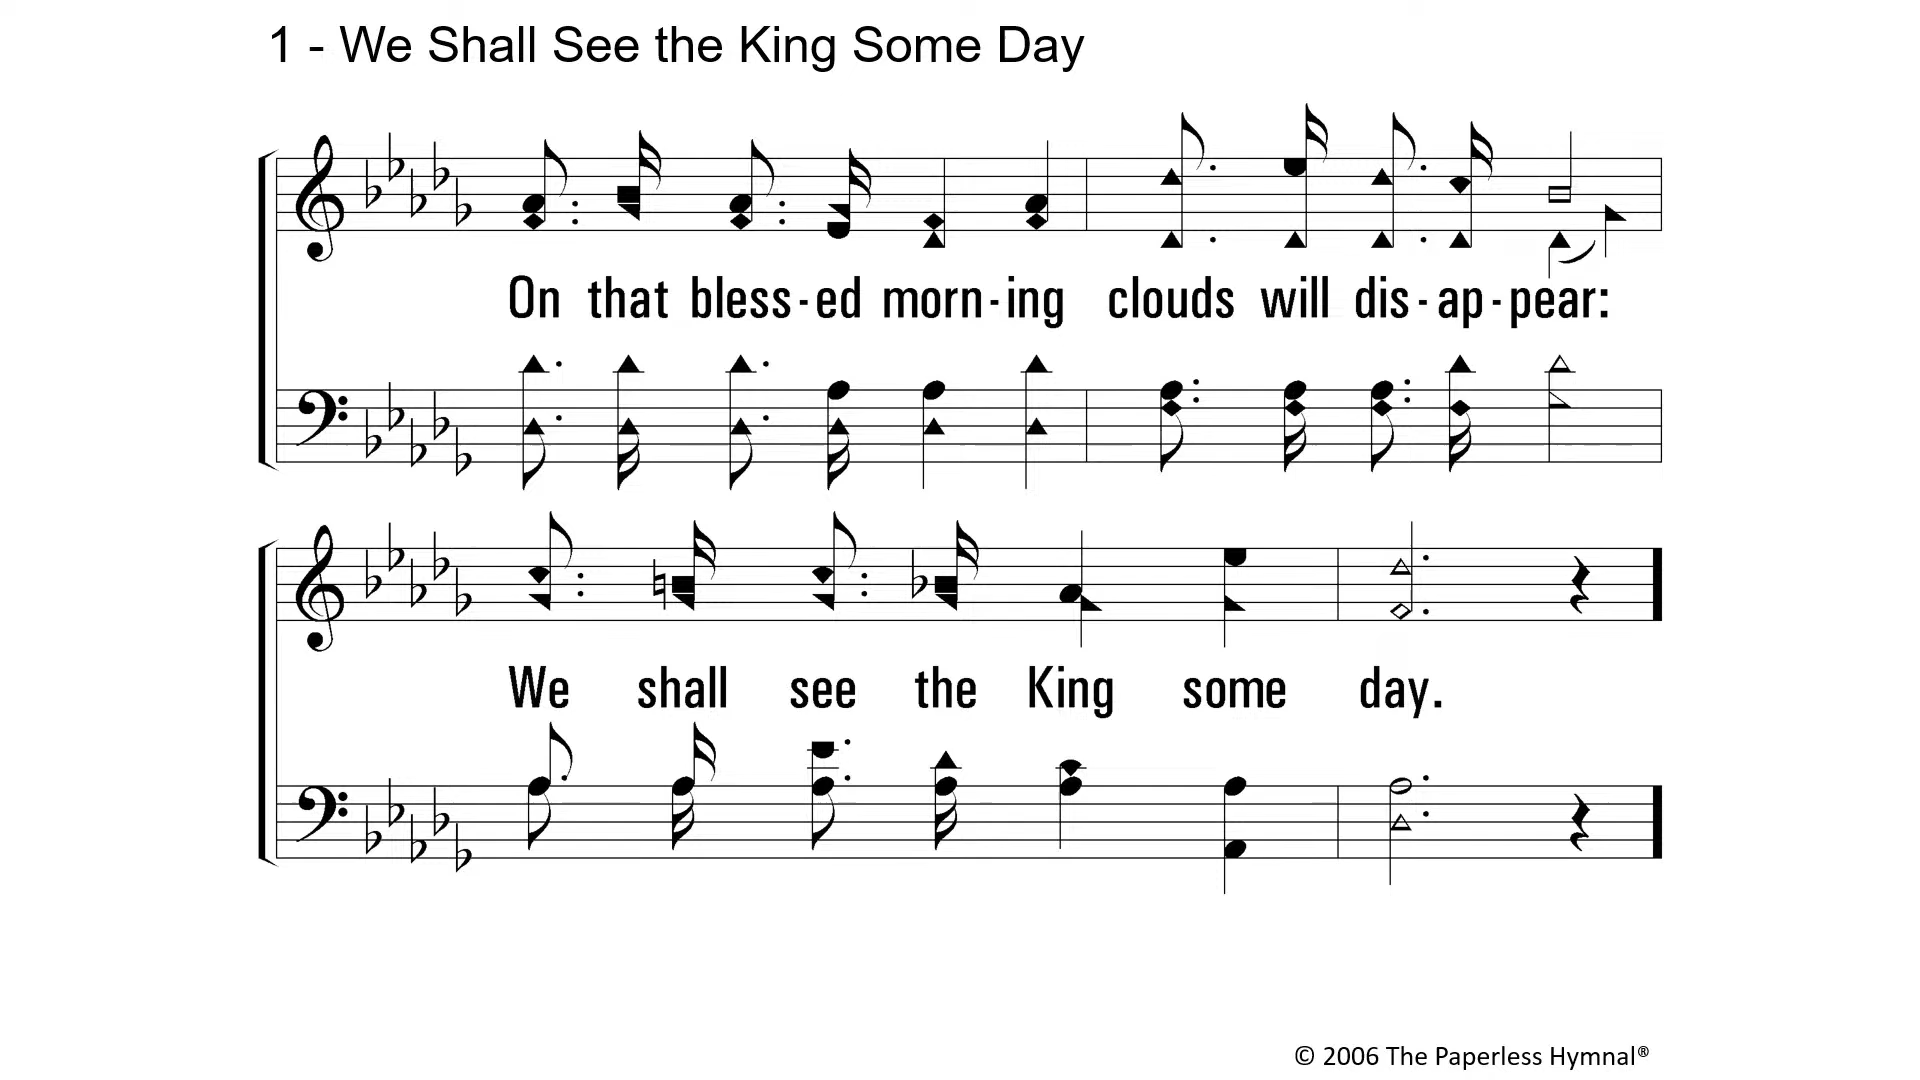 1 - We Shall See the King Some Day
On that bless-ed morn-ing clouds will dis-ap-pear:
We shall see the King some day.
© 2006 The Paperless Hymnal®